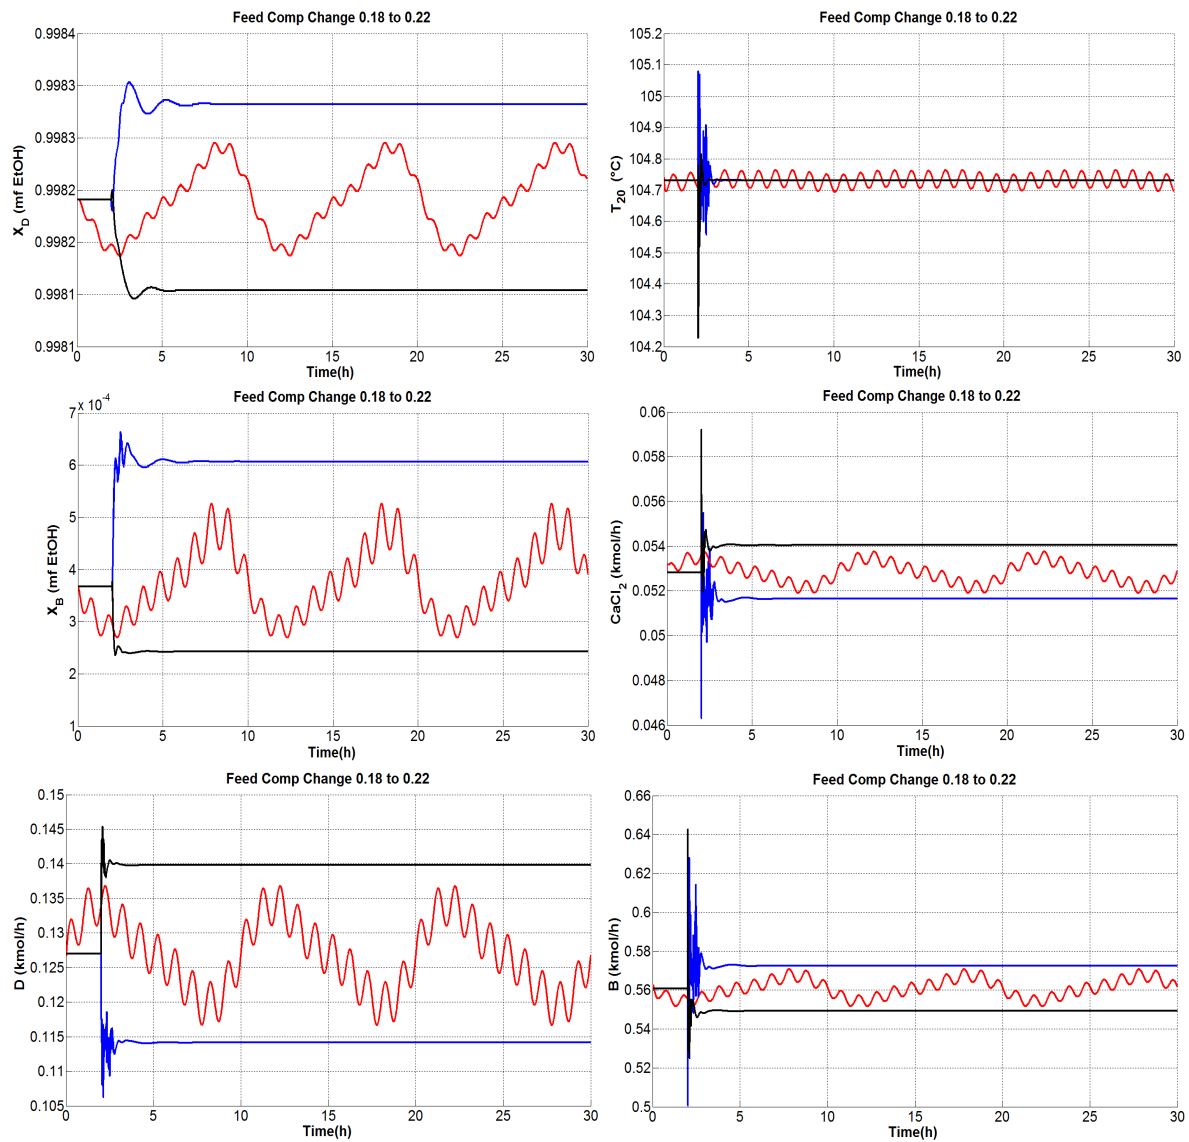 Feed Comp Change 0.18 to 0.22
0.9984
0.9983
0.9983
0.9982
0.9982
0.9981
0.9981
X_D (mf EtOH)
0 5 10 15 20 25 30
Time(h)
Feed Comp Change 0.18 to 0.22
105.2
105.1
105
104.9
104.8
104.7
104.6
104.5
104.4
104.3
104.2
T_20 (°C)
0 5 10 15 20 25 30
Time(h)
Feed Comp Change 0.18 to 0.22
x 10^-4
7
6
5
4
3
2
1
X_B (mf EtOH)
0 5 10 15 20 25 30
Time(h)
Feed Comp Change 0.18 to 0.22
0.06
0.058
0.056
0.054
0.052
0.05
0.048
0.046
CaCl_2 (kmol/h)
0 5 10 15 20 25 30
Time(h)
Feed Comp Change 0.18 to 0.22
0.15
0.145
0.14
0.135
0.13
0.125
0.12
0.115
0.11
0.105
D (kmol/h)
0 5 10 15 20 25 30
Time(h)
Feed Comp Change 0.18 to 0.22
0.66
0.64
0.62
0.6
0.58
0.56
0.54
0.52
0.5
B (kmol/h)
0 5 10 15 20 25 30
Time(h)